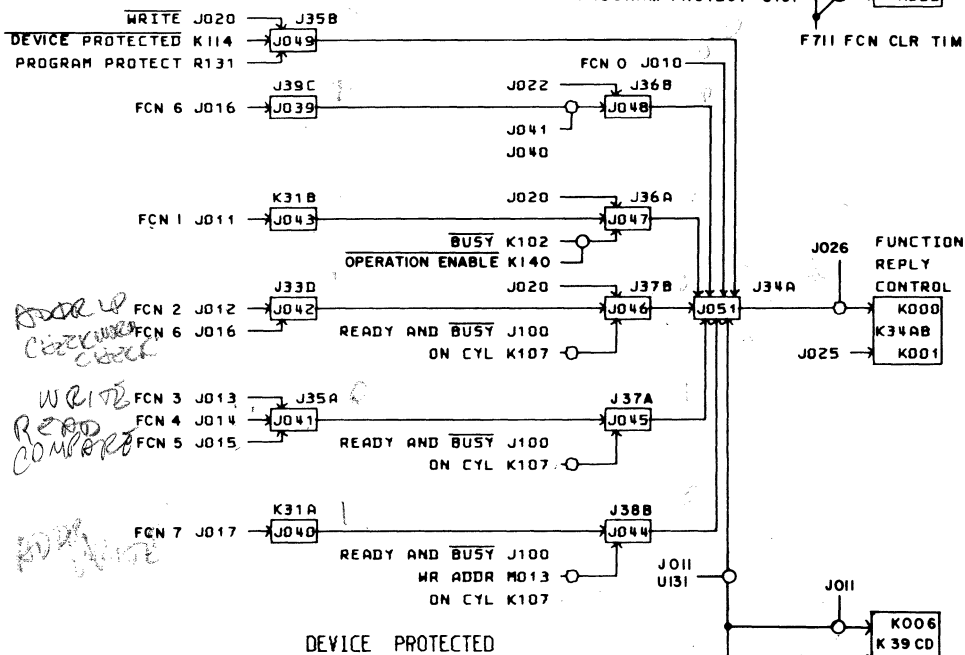 WRITE J020 J35B
DEVICE PROTECTED K114 J049
PROGRAM PROTECT R131
F711 FCN CLR TIM
FCN 0 J010
J39C J022 J36B
FCN 6 J016 J039 J048
J041
J040
K31B J020 J36A
FCN 1 J011 J043 J047
BUSY K102
OPERATION ENABLE K140
J026 FUNCTION
REPLY
CONTROL
J33D J020 J37B J34A
FCN 2 J012 J042 J046 J051 K000
FCN 6 J016 READY AND BUSY J100 K34AB
ON CYL K107 J025 K001
ADDR UP
CHECKWORD
CHECK
WRITE FCN 3 J013 J35A J37A
READ FCN 4 J014 J041 J045
COMPARE FCN 5 J015 READY AND BUSY J100
ON CYL K107
K31A J38B
FCN 7 J017 J040 J044
READY AND BUSY J100
WR ADDR M013
ON CYL K107
J011
U131
J011
K006
K39CD
DEVICE PROTECTED